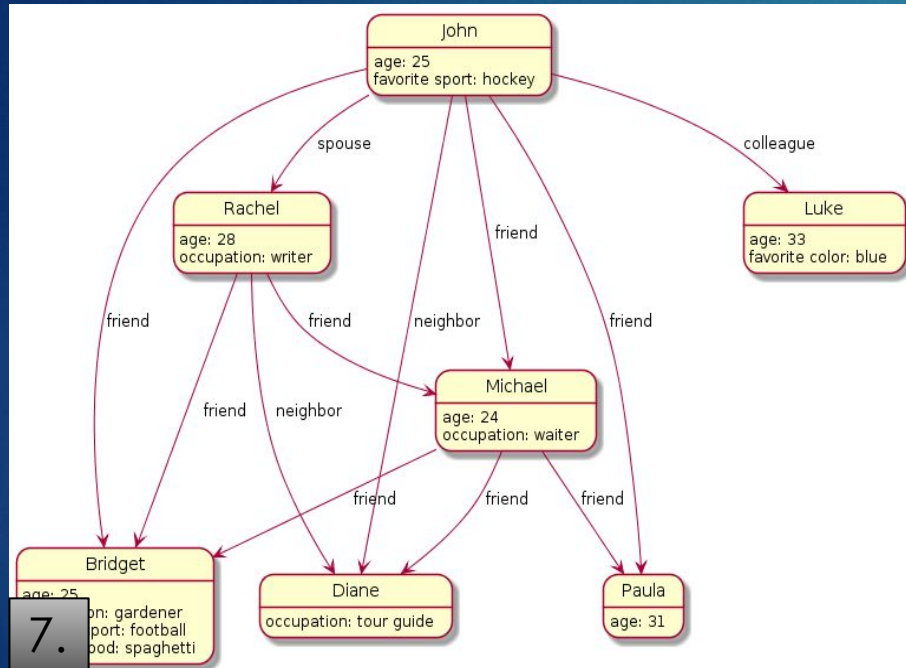 John
age: 25
favorite sport: hockey
spouse
colleague
Rachel
age: 28
occupation: writer
Luke
age: 33
favorite color: blue
friend
friend
friend
neighbor
friend
Michael
age: 24
occupation: waiter
friend
neighbor
friend
friend
friend
Bridget
age: 25
gardener
football
spaghetti
Diane
occupation: tour guide
Paula
age: 31
7.